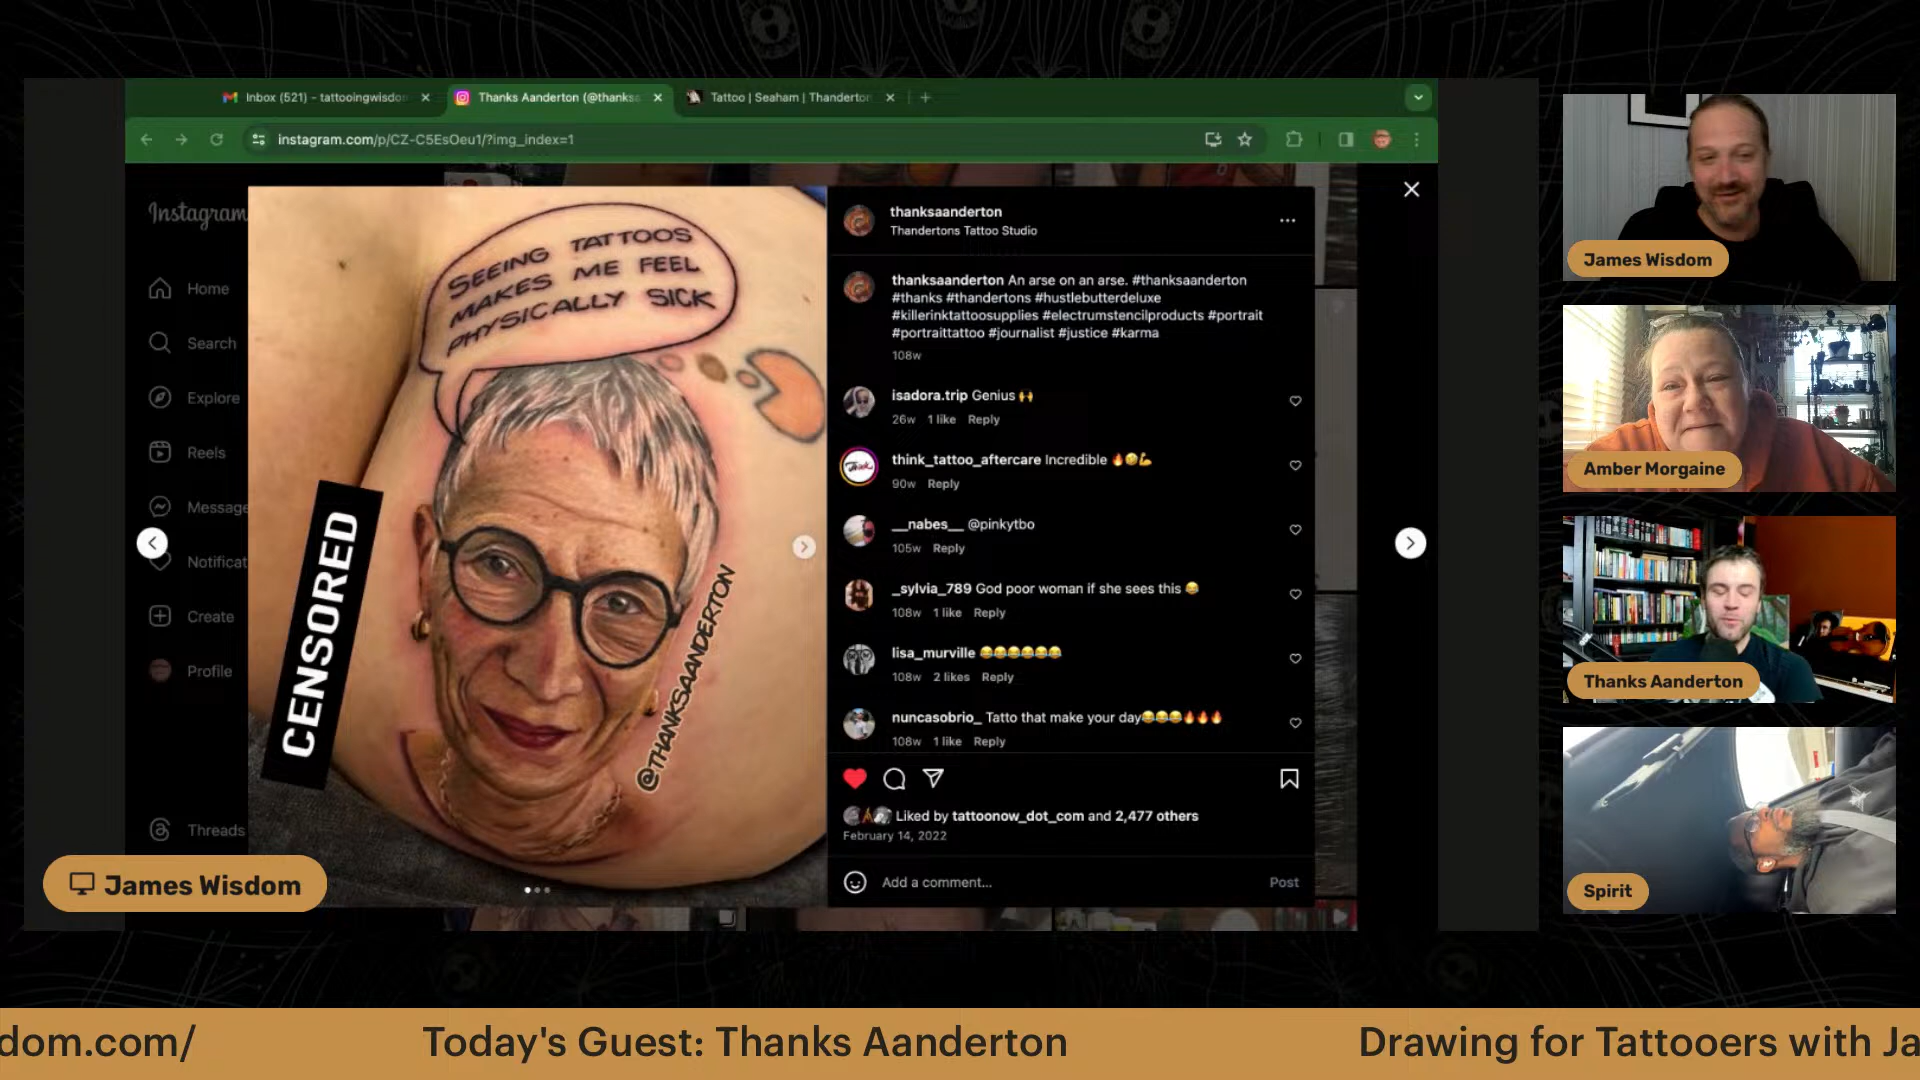 Inbox (521) - tattooingwisdo
Thanks Aanderton (@thanks
Tattoo | Seaham | Thanderton
instagram.com/p/CZ-C5EsOeu1/?img_index=1
Instagram
Home
Search
Explore
Reels
Message
Notificat
Create
Profile
Threads
SEEING TATTOOS
MAKES ME FEEL
PHYSICALLY SICK
CENSORED
@THANKSAANDERTON
thanksaanderton
Thandertons Tattoo Studio
thanksaanderton An arse on an arse. #thanksaanderton
#thanks #thandertons #hustlebutterdeluxe
#killerinktattoosupplies #electrumstencilproducts #portrait
#portraittattoo #journalist #justice #karma
108w
isadora.trip Genius 🙌
26w 1 like Reply
think_tattoo_aftercare Incredible 🔥🤣💪
90w Reply
__nabes__ @pinkytbo
105w Reply
_sylvia_789 God poor woman if she sees this 😂
108w 1 like Reply
lisa_murville 😂😂😂😂😂😂
108w 2 likes Reply
nuncasobrio_ Tatto that make your day😂😂😂🔥🔥🔥
108w 1 like Reply
Liked by tattoonow_dot_com and 2,477 others
February 14, 2022
Add a comment... Post
James Wisdom
James Wisdom
Amber Morgaine
Thanks Aanderton
Spirit
dom.com/ Today's Guest: Thanks Aanderton Drawing for Tattooers with Ja